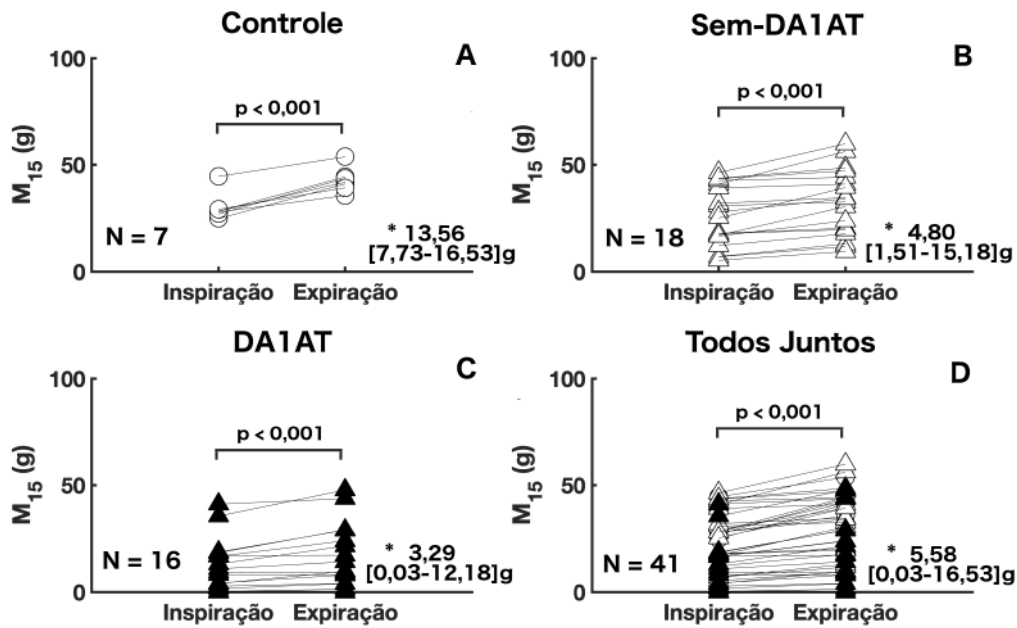 Controle
A
100
p < 0,001
M15 (g)
50
N = 7
* 13,56
[7,73-16,53]g
0
Inspiração Expiração
Sem-DA1AT
B
100
p < 0,001
M15 (g)
50
N = 18
* 4,80
[1,51-15,18]g
0
Inspiração Expiração
DA1AT
C
100
p < 0,001
M15 (g)
50
N = 16
* 3,29
[0,03-12,18]g
0
Inspiração Expiração
Todos Juntos
D
100
p < 0,001
M15 (g)
50
N = 41
* 5,58
[0,03-16,53]g
0
Inspiração Expiração